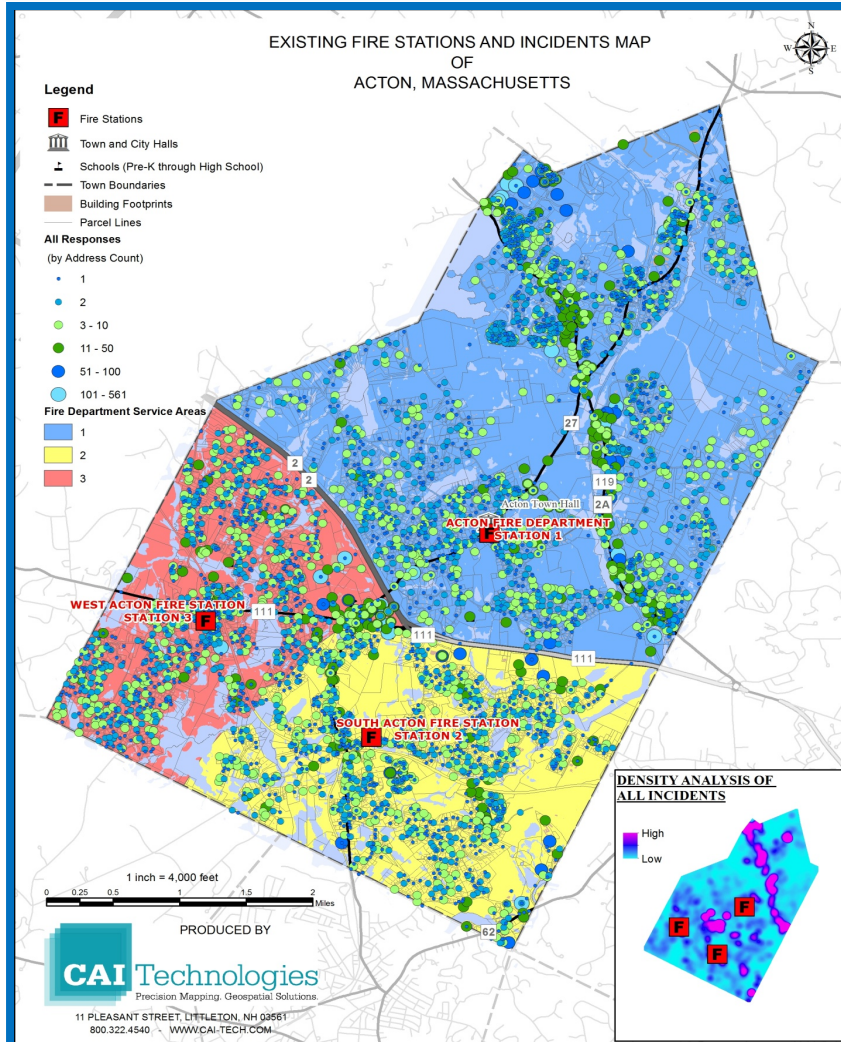 EXISTING FIRE STATIONS AND INCIDENTS MAP
OF
ACTON, MASSACHUSETTS
N
W
E
S
Legend
F
Fire Stations
Town and City Halls
Schools (Pre-K through High School)
Town Boundaries
Building Footprints
Parcel Lines
All Responses
(by Address Count)
1
2
3 - 10
11 - 50
51 - 100
101 - 561
Fire Department Service Areas
1
2
3
27
2
2
119
Acton Town Hall
2A
ACTON FIRE DEPARTMENT
STATION 1
F
WEST ACTON FIRE STATION
STATION 3
111
F
111
111
SOUTH ACTON FIRE STATION
STATION 2
F
62
DENSITY ANALYSIS OF
ALL INCIDENTS
High
Low
F
F
F
1 inch = 4,000 feet
0 0.25 0.5 1 1.5 2
Miles
PRODUCED BY
CAI Technologies
Precision Mapping. Geospatial Solutions.
11 PLEASANT STREET, LITTLETON, NH 03561
800.322.4540 - WWW.CAI-TECH.COM